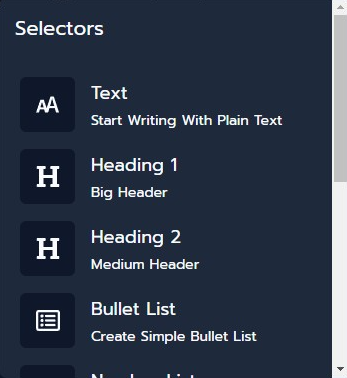 Selectors
AA
Text
Start Writing With Plain Text
H
Heading 1
Big Header
H
Heading 2
Medium Header
Bullet List
Create Simple Bullet List